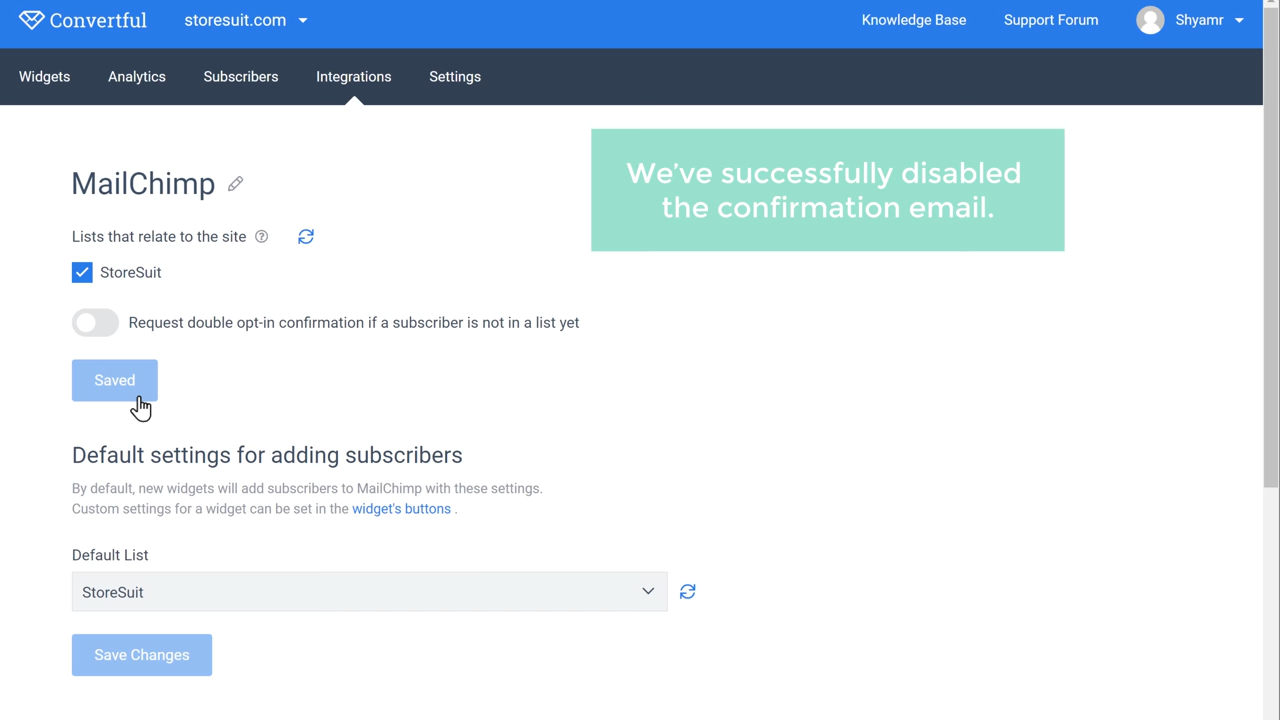 Convertful
storesuit.com
Knowledge Base
Support Forum
Shyamr
Widgets
Analytics
Subscribers
Integrations
Settings
We’ve successfully disabled
the confirmation email.
MailChimp
Lists that relate to the site ?
StoreSuit
Request double opt-in confirmation if a subscriber is not in a list yet
Saved
Default settings for adding subscribers
By default, new widgets will add subscribers to MailChimp with these settings.
Custom settings for a widget can be set in the widget's buttons .
Default List
StoreSuit
Save Changes